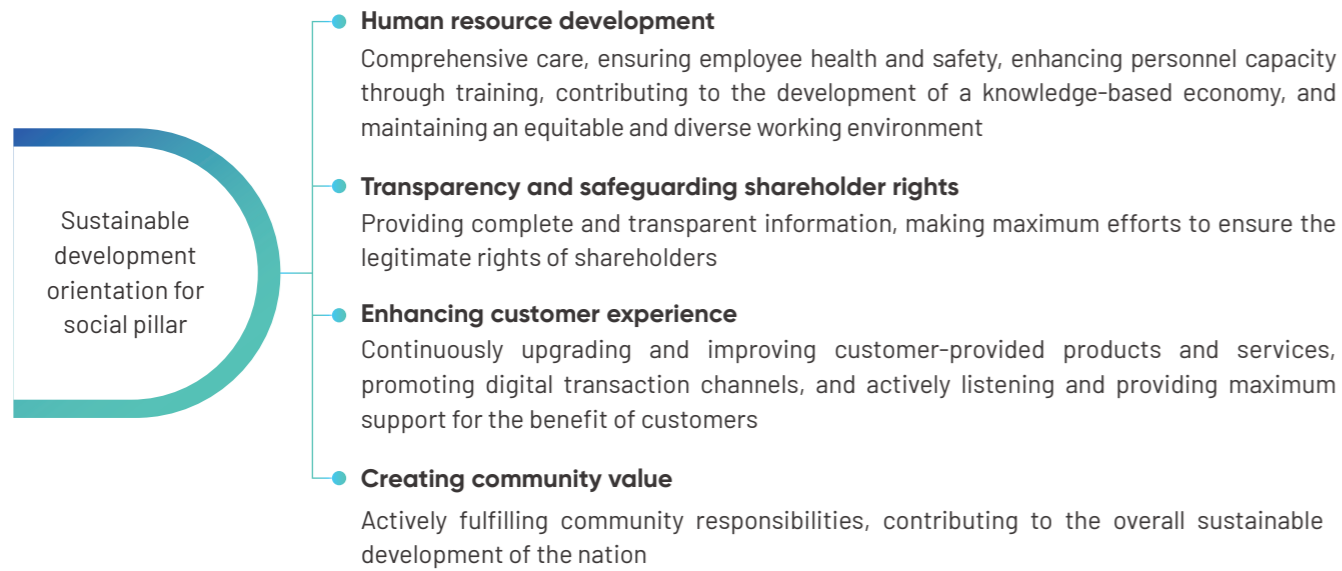 Sustainable
development
orientation for
social pillar
Human resource development
Comprehensive care, ensuring employee health and safety, enhancing personnel capacity
through training, contributing to the development of a knowledge-based economy, and
maintaining an equitable and diverse working environment
Transparency and safeguarding shareholder rights
Providing complete and transparent information, making maximum efforts to ensure the
legitimate rights of shareholders
Enhancing customer experience
Continuously upgrading and improving customer-provided products and services,
promoting digital transaction channels, and actively listening and providing maximum
support for the benefit of customers
Creating community value
Actively fulfilling community responsibilities, contributing to the overall sustainable
development of the nation